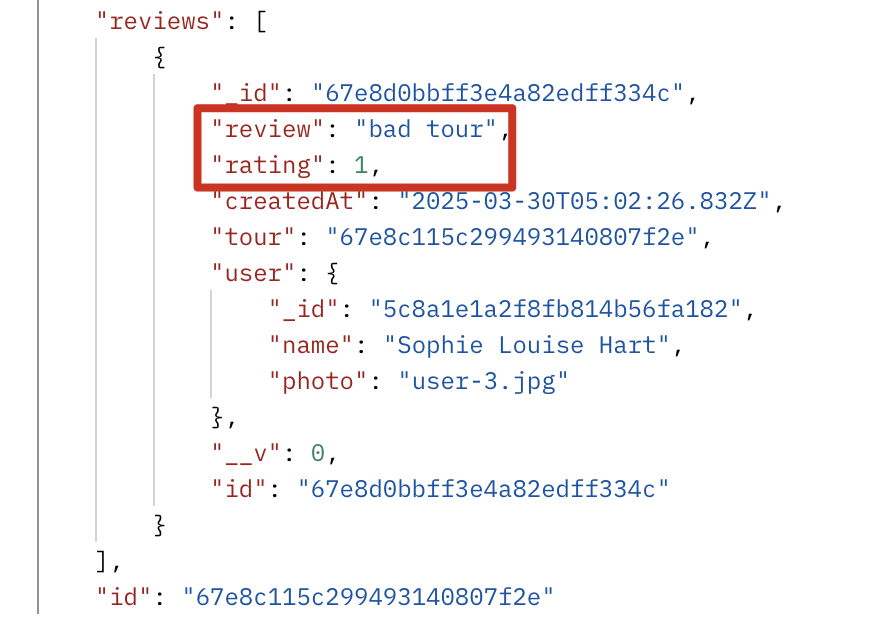 "reviews": [
{
"_id": "67e8d0bbff3e4a82edff334c",
"review": "bad tour",
"rating": 1,
"createdAt": "2025-03-30T05:02:26.832Z",
"tour": "67e8c115c299493140807f2e",
"user": {
"_id": "5c8a1e1a2f8fb814b56fa182",
"name": "Sophie Louise Hart",
"photo": "user-3.jpg"
},
"__v": 0,
"id": "67e8d0bbff3e4a82edff334c"
}
],
"id": "67e8c115c299493140807f2e"